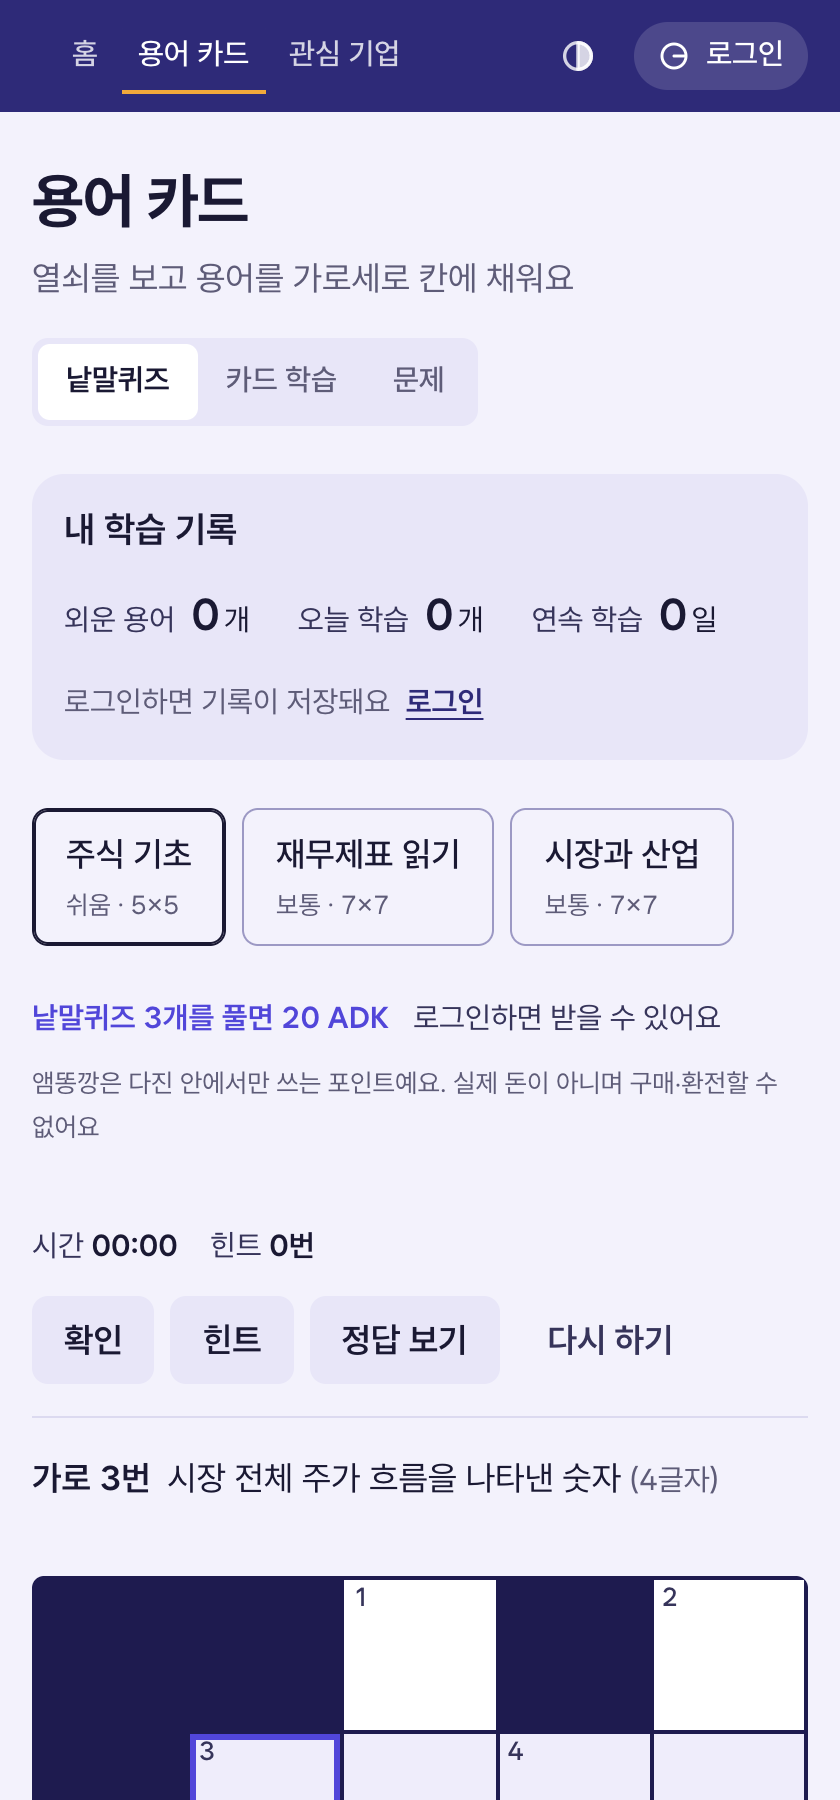 홈 용어 카드 관심 기업 로그인
용어 카드
열쇠를 보고 용어를 가로세로 칸에 채워요
낱말퀴즈 카드 학습 문제
내 학습 기록
외운 용어 0개 오늘 학습 0개 연속 학습 0일
로그인하면 기록이 저장돼요 로그인
주식 기초 재무제표 읽기 시장과 산업
쉬움 · 5×5 보통 · 7×7 보통 · 7×7
낱말퀴즈 3개를 풀면 20 ADK 로그인하면 받을 수 있어요
앰똥깡은 다진 안에서만 쓰는 포인트예요. 실제 돈이 아니며 구매·환전할 수
없어요
시간 00:00 힌트 0번
확인 힌트 정답 보기 다시 하기
가로 3번 시장 전체 주가 흐름을 나타낸 숫자 (4글자)
1 2
3 4